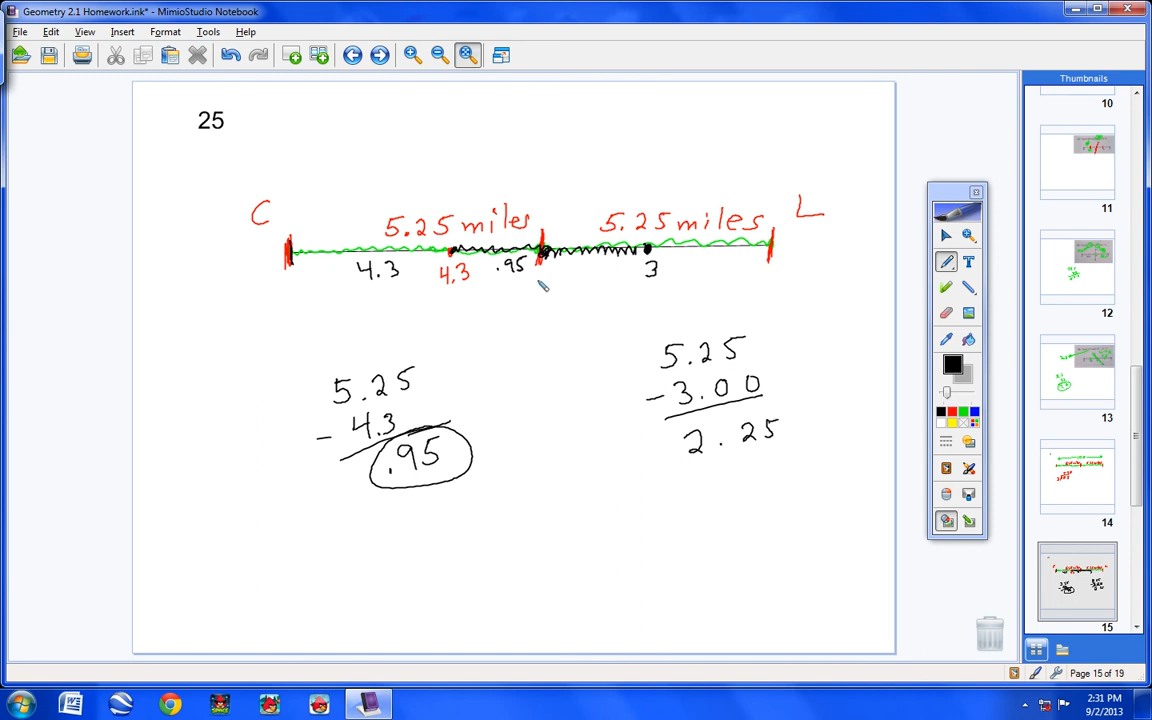 Geometry 2.1 Homework.ink* - MimioStudio Notebook
File Edit View Insert Format Tools Help
Thumbnails
10
25
11
C 5.25 miles 5.25 miles L
4.3 4.3 .95 3
12
5.25
- 4.3
.95
5.25
- 3.00
2.25
13
14
15
Page 15 of 19
2:31 PM
9/2/2013